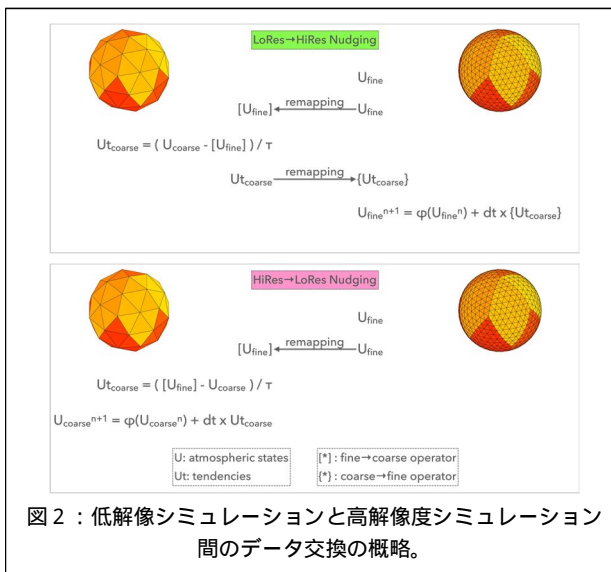 LoRes→HiRes Nudging
U_fine
[U_fine] ← remapping U_fine
Ut_coarse = ( U_coarse - [U_fine] ) / τ
Ut_coarse remapping → {Ut_coarse}
U_fine^n+1 = φ(U_fine^n) + dt x {Ut_coarse}
HiRes→LoRes Nudging
U_fine
[U_fine] ← remapping U_fine
Ut_coarse = ( [U_fine] - U_coarse ) / τ
U_coarse^n+1 = φ(U_coarse^n) + dt x Ut_coarse
U: atmospheric states
Ut: tendencies
[*] : fine→coarse operator
{*} : coarse→fine operator
図2：低解像シミュレーションと高解像度シミュレーション
間のデータ交換の概略。